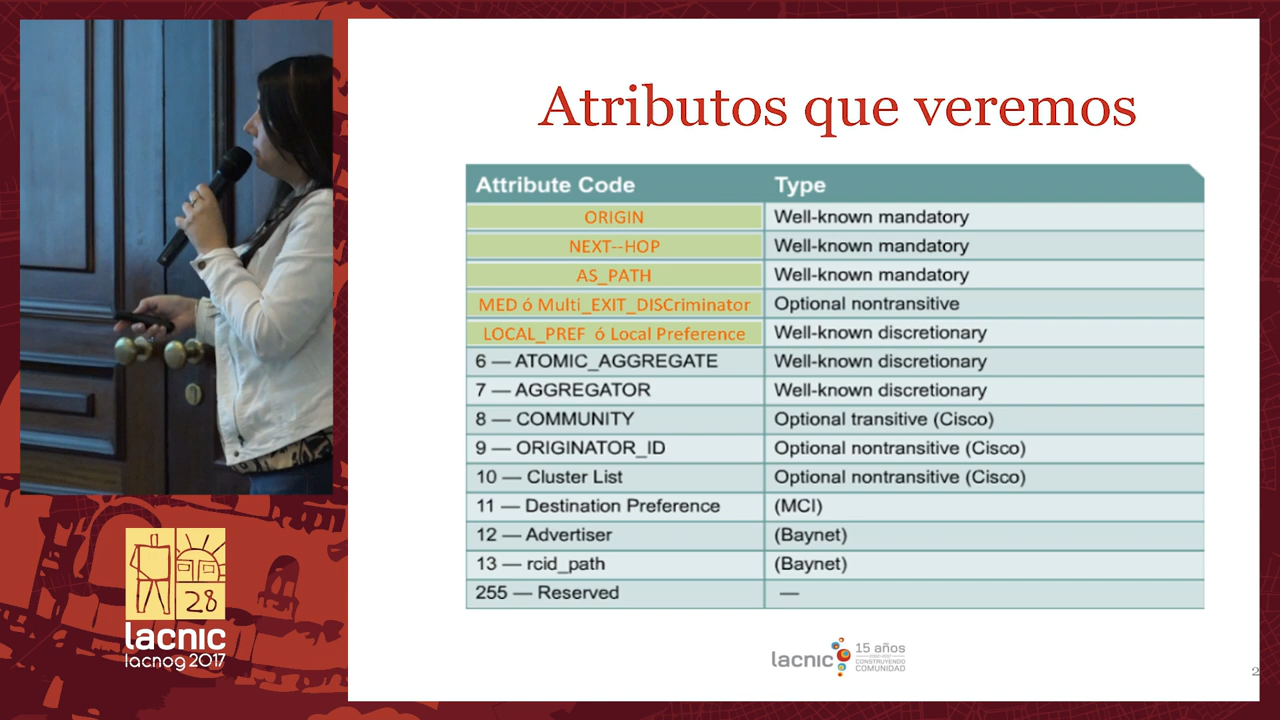 Atributos que veremos
Attribute Code Type
ORIGIN Well-known mandatory
NEXT--HOP Well-known mandatory
AS_PATH Well-known mandatory
MED ó Multi_EXIT_DISCriminator Optional nontransitive
LOCAL_PREF ó Local Preference Well-known discretionary
6 — ATOMIC_AGGREGATE Well-known discretionary
7 — AGGREGATOR Well-known discretionary
8 — COMMUNITY Optional transitive (Cisco)
9 — ORIGINATOR_ID Optional nontransitive (Cisco)
10 — Cluster List Optional nontransitive (Cisco)
11 — Destination Preference (MCI)
12 — Advertiser (Baynet)
13 — rcid_path (Baynet)
255 — Reserved —
28
lacnic
lacnog 2017
lacnic
15 años
CONSTRUYENDO
COMUNIDAD
2